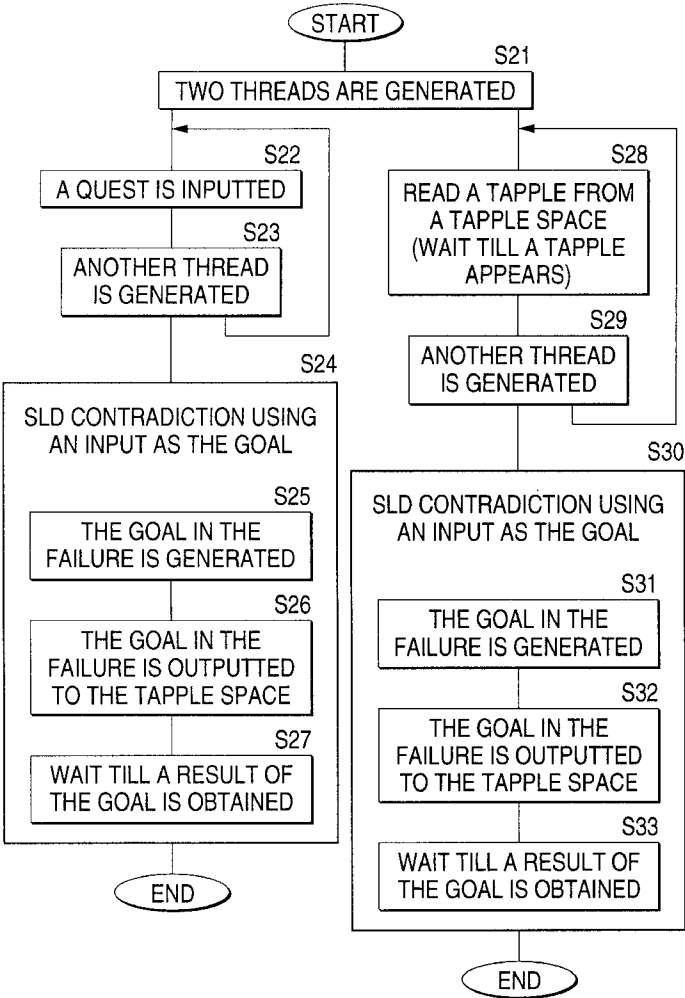 START
S21
TWO THREADS ARE GENERATED
S22
A QUEST IS INPUTTED
S23
ANOTHER THREAD
IS GENERATED
S24
SLD CONTRADICTION USING
AN INPUT AS THE GOAL
S25
THE GOAL IN THE
FAILURE IS GENERATED
S26
THE GOAL IN THE
FAILURE IS OUTPUTTED
TO THE TAPPLE SPACE
S27
WAIT TILL A RESULT OF
THE GOAL IS OBTAINED
END
S28
READ A TAPPLE FROM
A TAPPLE SPACE
(WAIT TILL A TAPPLE
APPEARS)
S29
ANOTHER THREAD
IS GENERATED
S30
SLD CONTRADICTION USING
AN INPUT AS THE GOAL
S31
THE GOAL IN THE
FAILURE IS GENERATED
S32
THE GOAL IN THE
FAILURE IS OUTPUTTED
TO THE TAPPLE SPACE
S33
WAIT TILL A RESULT OF
THE GOAL IS OBTAINED
END